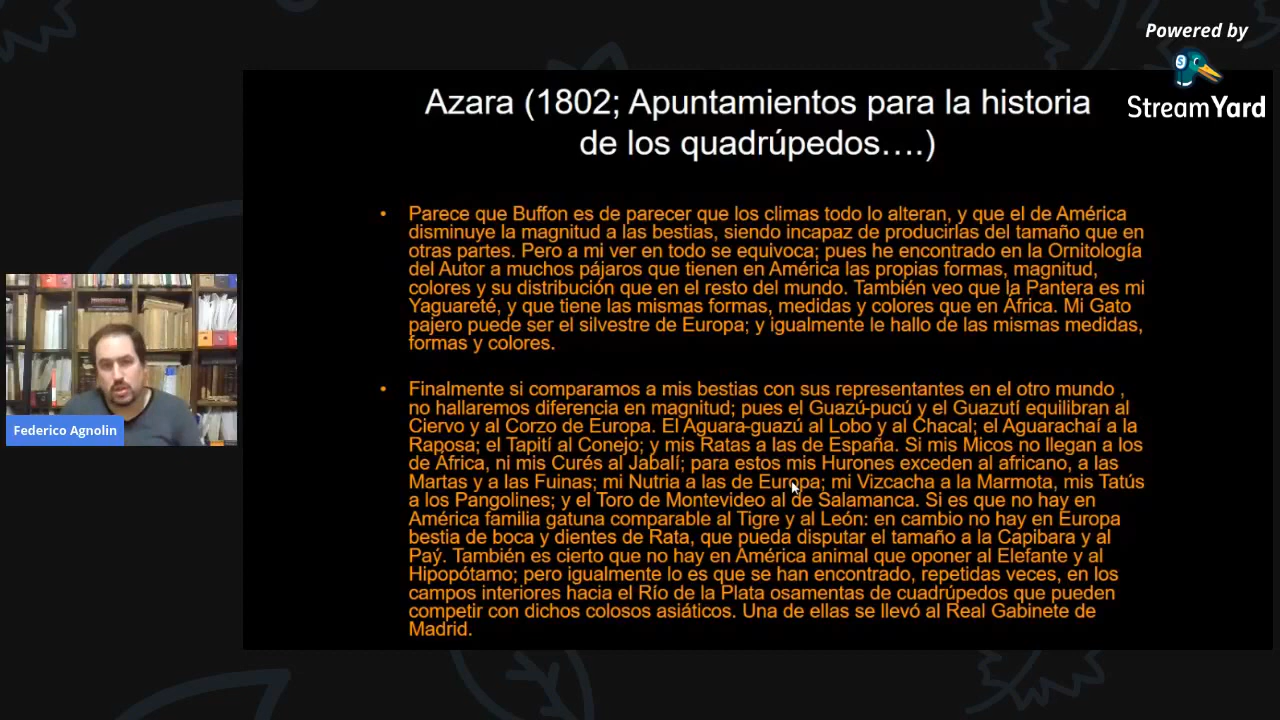 Powered by
StreamYard
Azara (1802; Apuntamientos para la historia
de los quadrúpedos….)
• Parece que Buffon es de parecer que los climas todo lo alteran, y que el de América
disminuye la magnitud a las bestias, siendo incapaz de producirlas del tamaño que en
otras partes. Pero a mi ver en todo se equivoca; pues he encontrado en la Ornitología
del Autor a muchos pájaros que tienen en América las propias formas, magnitud,
colores y su distribución que en el resto del mundo. También veo que la Pantera es mi
Yaguareté, y que tiene las mismas formas, medidas y colores que en África. Mi Gato
pajero puede ser el silvestre de Europa; y igualmente le hallo de las mismas medidas,
formas y colores.
• Finalmente si comparamos a mis bestias con sus representantes en el otro mundo ,
no hallaremos diferencia en magnitud; pues el Guazú-pucú y el Guazutí equilibran al
Ciervo y al Corzo de Europa. El Aguara-guazú al Lobo y al Chacal; el Aguarachaí a la
Raposa; el Tapití al Conejo; y mis Ratas a las de España. Si mis Micos no llegan a los
de África, ni mis Curés al Jabalí; para estos mis Hurones exceden al africano, a las
Martas y a las Fuinas; mi Nutria a las de Europa; mi Vizcacha a la Marmota, mis Tatús
a los Pangolines; y el Toro de Montevideo al de Salamanca. Si es que no hay en
América familia gatuna comparable al Tigre y al León: en cambio no hay en Europa
bestia de boca y dientes de Rata, que pueda disputar el tamaño a la Capibara y al
Paý. También es cierto que no hay en América animal que oponer al Elefante y al
Hipopótamo; pero igualmente lo es que se han encontrado, repetidas veces, en los
campos interiores hacia el Río de la Plata osamentas de cuadrúpedos que pueden
competir con dichos colosos asiáticos. Una de ellas se llevó al Real Gabinete de
Madrid.
Federico Agnolin